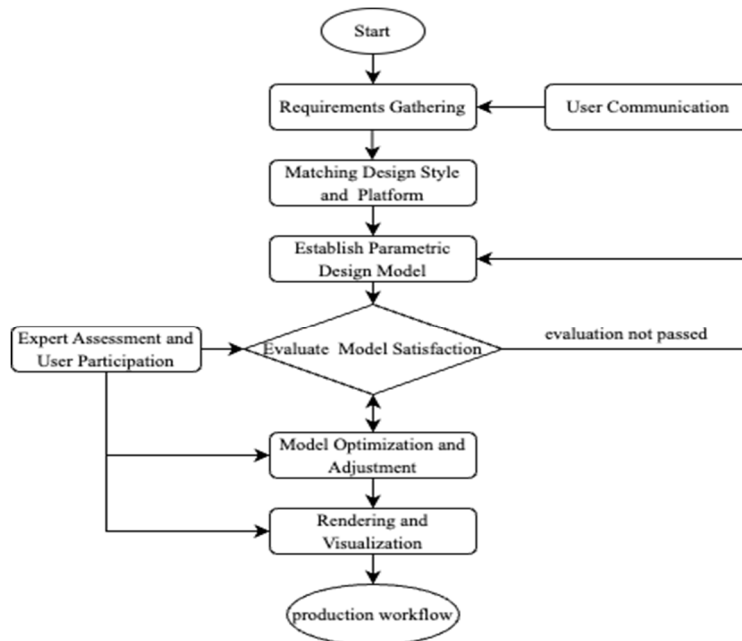 Start
Requirements Gathering
User Communication
Matching Design Style
and Platform
Establish Parametric
Design Model
Expert Assessment and
User Participation
Evaluate Model Satisfaction
evaluation not passed
Model Optimization and
Adjustment
Rendering and
Visualization
production workflow